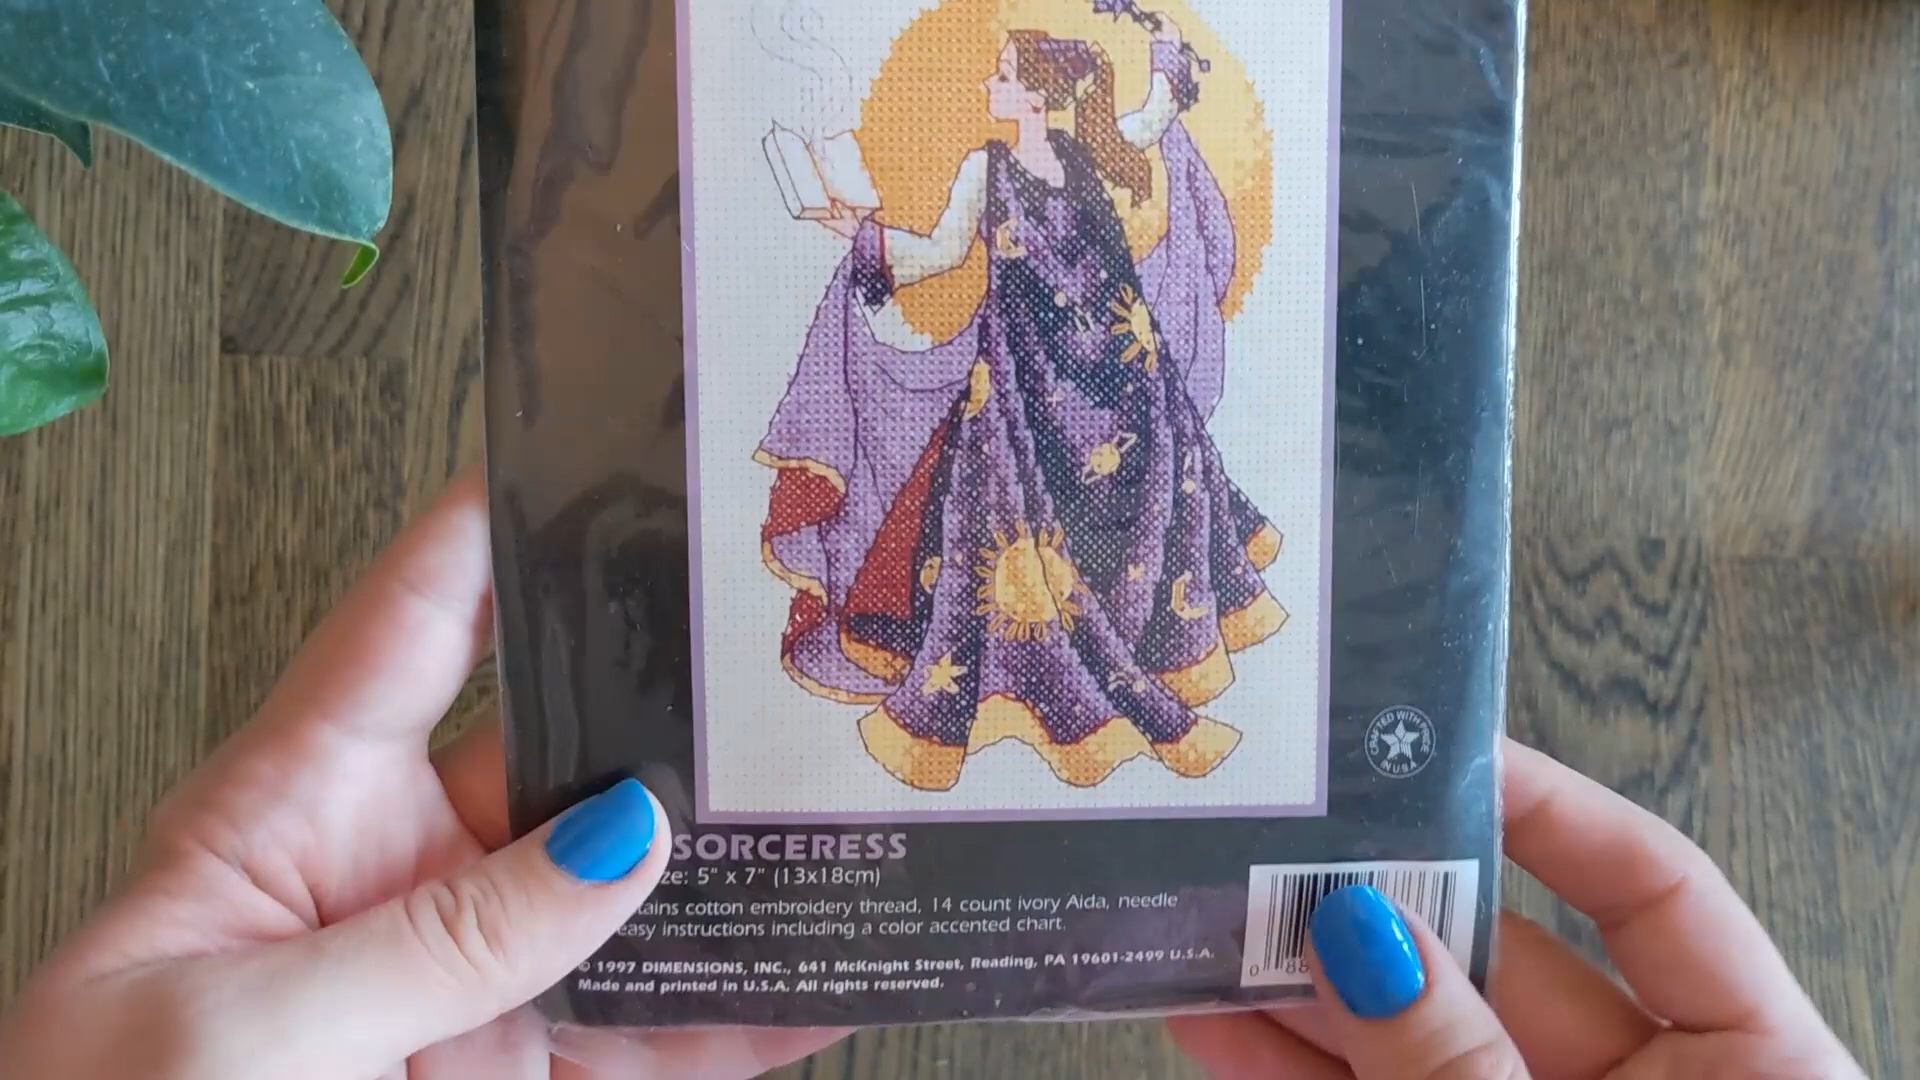 CRAFTED WITH PRIDE
IN U.S.A.
SORCERESS
ze: 5" x 7" (13x18cm)
tains cotton embroidery thread, 14 count ivory Aida, needle
easy instructions including a color accented chart.
© 1997 DIMENSIONS, INC., 641 McKnight Street, Reading, PA 19601-2499 U.S.A.
Made and printed in U.S.A. All rights reserved.
0 88